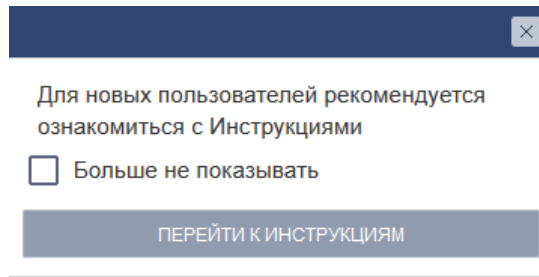 Для новых пользователей рекомендуется
ознакомиться с Инструкциями
Больше не показывать
ПЕРЕЙТИ К ИНСТРУКЦИЯМ